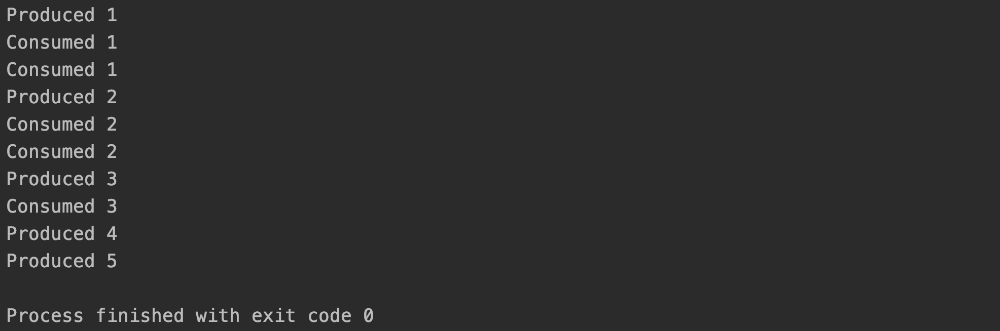 Produced 1
Consumed 1
Consumed 1
Produced 2
Consumed 2
Consumed 2
Produced 3
Consumed 3
Produced 4
Produced 5
Process finished with exit code 0